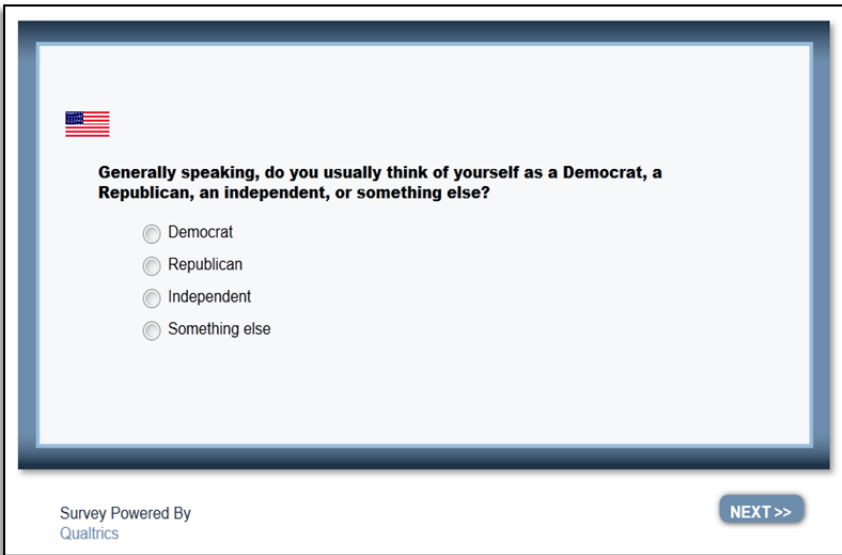 Generally speaking, do you usually think of yourself as a Democrat, a
Republican, an independent, or something else?
Democrat
Republican
Independent
Something else
Survey Powered By
Qualtrics
NEXT >>